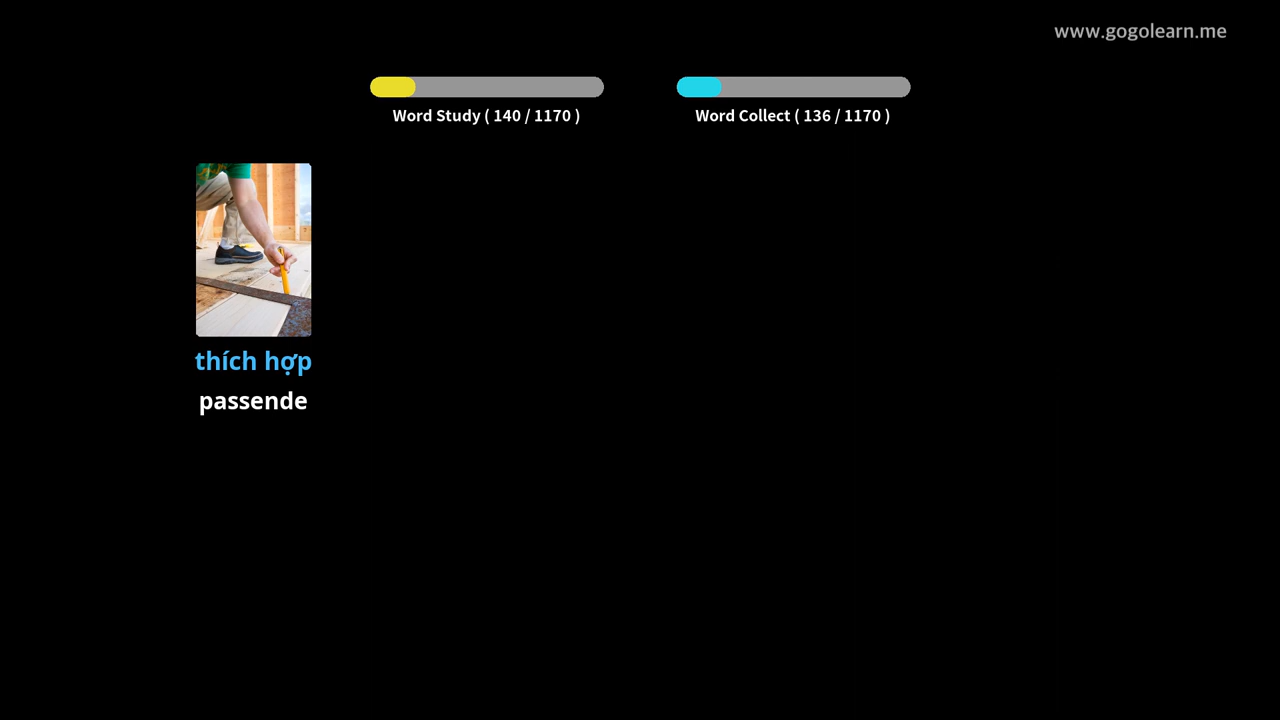 www.gogolearn.me
Word Study ( 140 / 1170 )
Word Collect ( 136 / 1170 )
thích hợp
passende